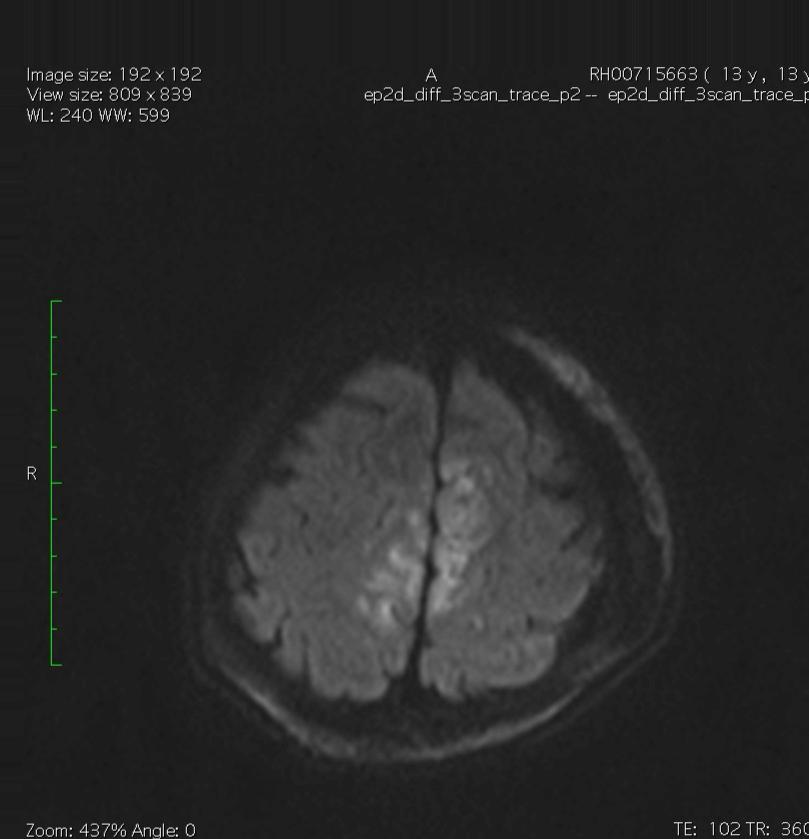 Image size: 192 x 192
View size: 809 x 839
WL: 240 WW: 599
A
RH00715663 ( 13 y , 13 y
ep2d_diff_3scan_trace_p2 -- ep2d_diff_3scan_trace_p
R
Zoom: 437% Angle: 0
TE: 102 TR: 360